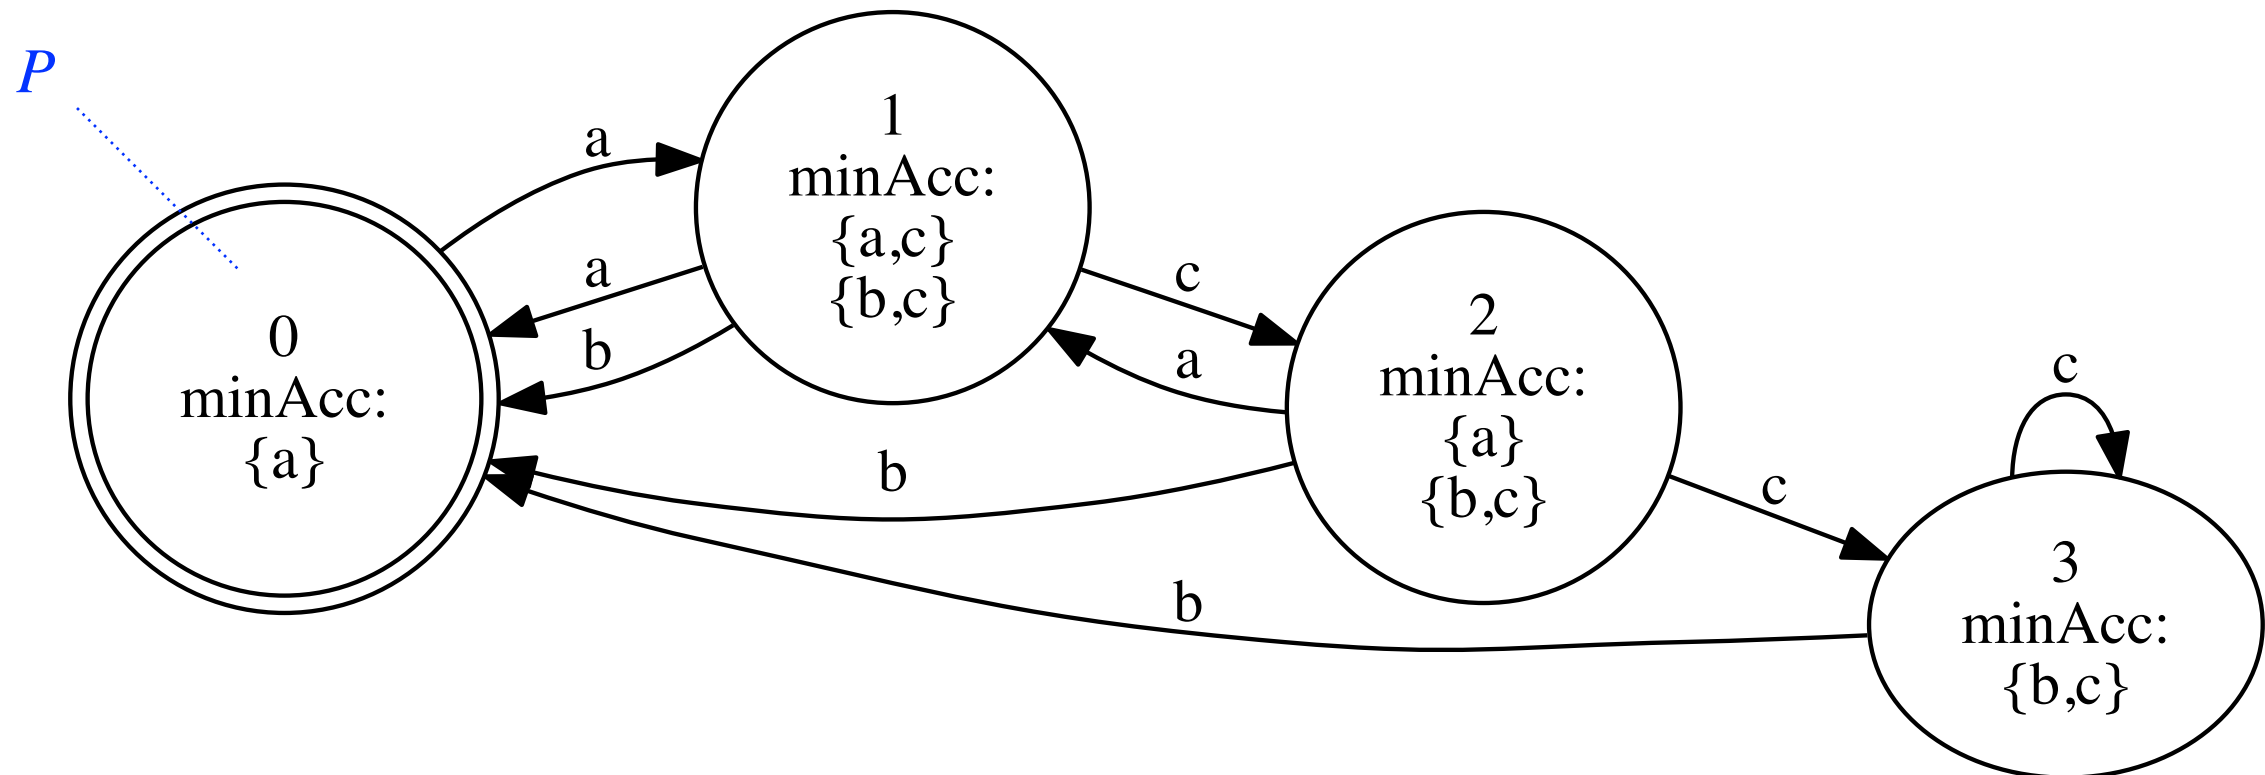 P
0
minAcc:
{a}
a
a
b
1
minAcc:
{a,c}
{b,c}
c
a
b
b
2
minAcc:
{a}
{b,c}
c
c
3
minAcc:
{b,c}